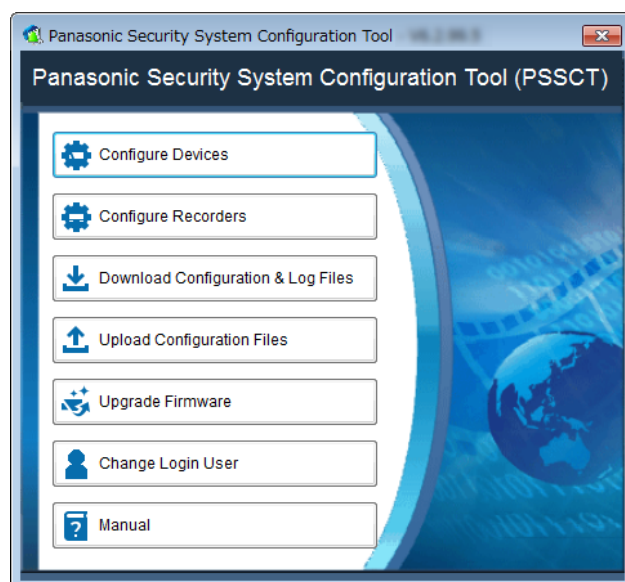 Panasonic Security System Configuration Tool
Panasonic Security System Configuration Tool (PSSCT)
Configure Devices
Configure Recorders
Download Configuration & Log Files
Upload Configuration Files
Upgrade Firmware
Change Login User
Manual